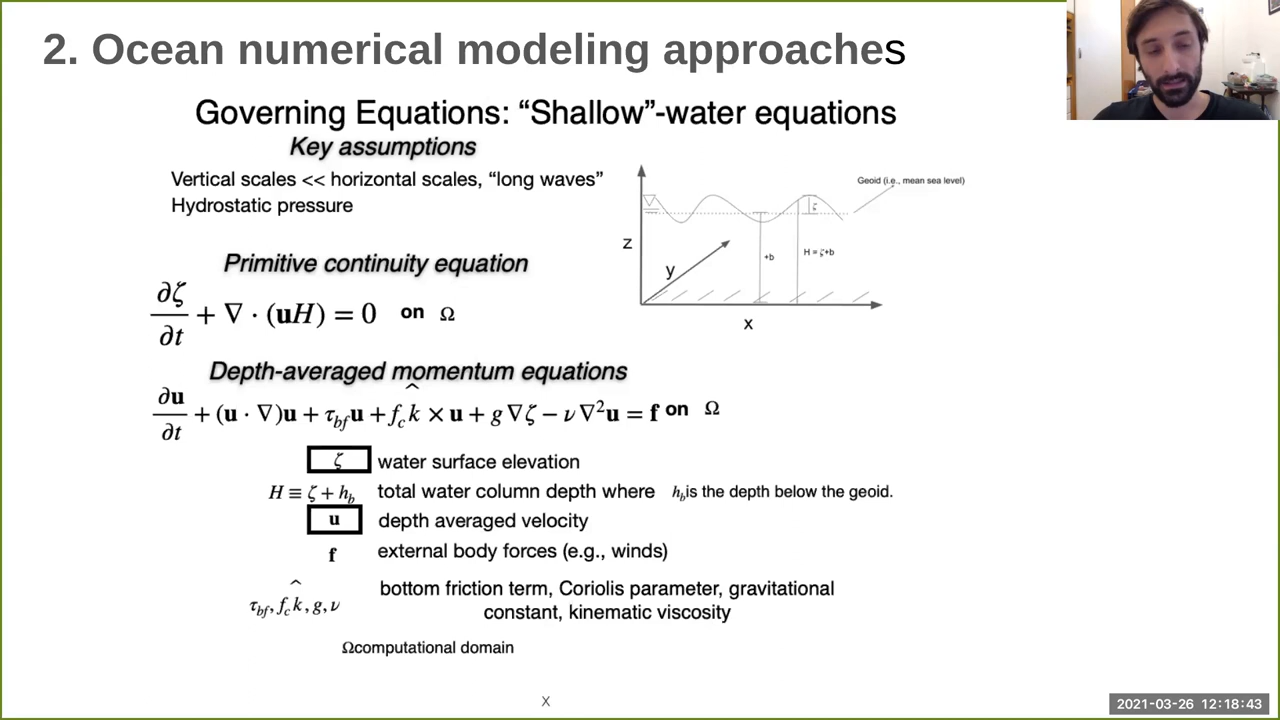 2. Ocean numerical modeling approaches
Governing Equations: “Shallow”-water equations
Key assumptions
Vertical scales << horizontal scales, “long waves”
Hydrostatic pressure
Geoid (i.e., mean sea level)
ζ
z
+b
H = ζ+b
y
x
Primitive continuity equation
∂ζ/∂t + ∇ · (uH) = 0 on Ω
Depth-averaged momentum equations
∂u/∂t + (u · ∇)u + τ_bf u + f_c k̂ × u + g∇ζ − ν∇²u = f on Ω
ζ water surface elevation
H ≡ ζ + h_b total water column depth where h_b is the depth below the geoid.
u depth averaged velocity
f external body forces (e.g., winds)
τ_bf, f_c k̂, g, ν bottom friction term, Coriolis parameter, gravitational
constant, kinematic viscosity
Ωcomputational domain
X
2021-03-26 12:18:43